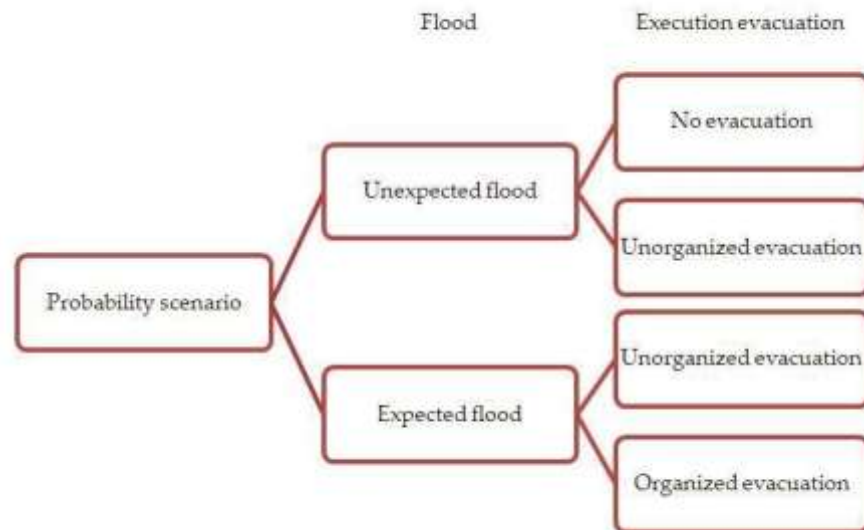 Flood
Execution evacuation
No evacuation
Unexpected flood
Unorganized evacuation
Probability scenario
Unorganized evacuation
Expected flood
Organized evacuation